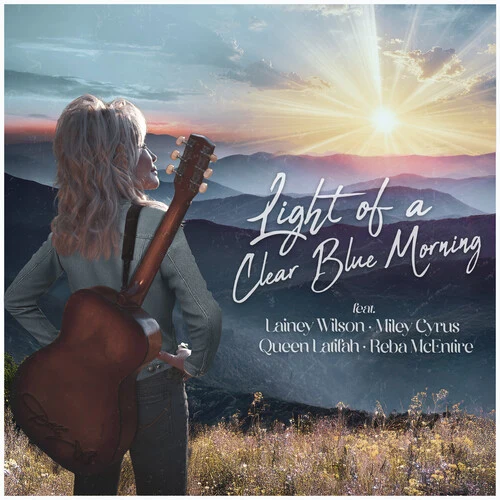 Light of a
Clear Blue Morning
feat.
Lainey Wilson • Miley Cyrus
Queen Latifah • Reba McEntire